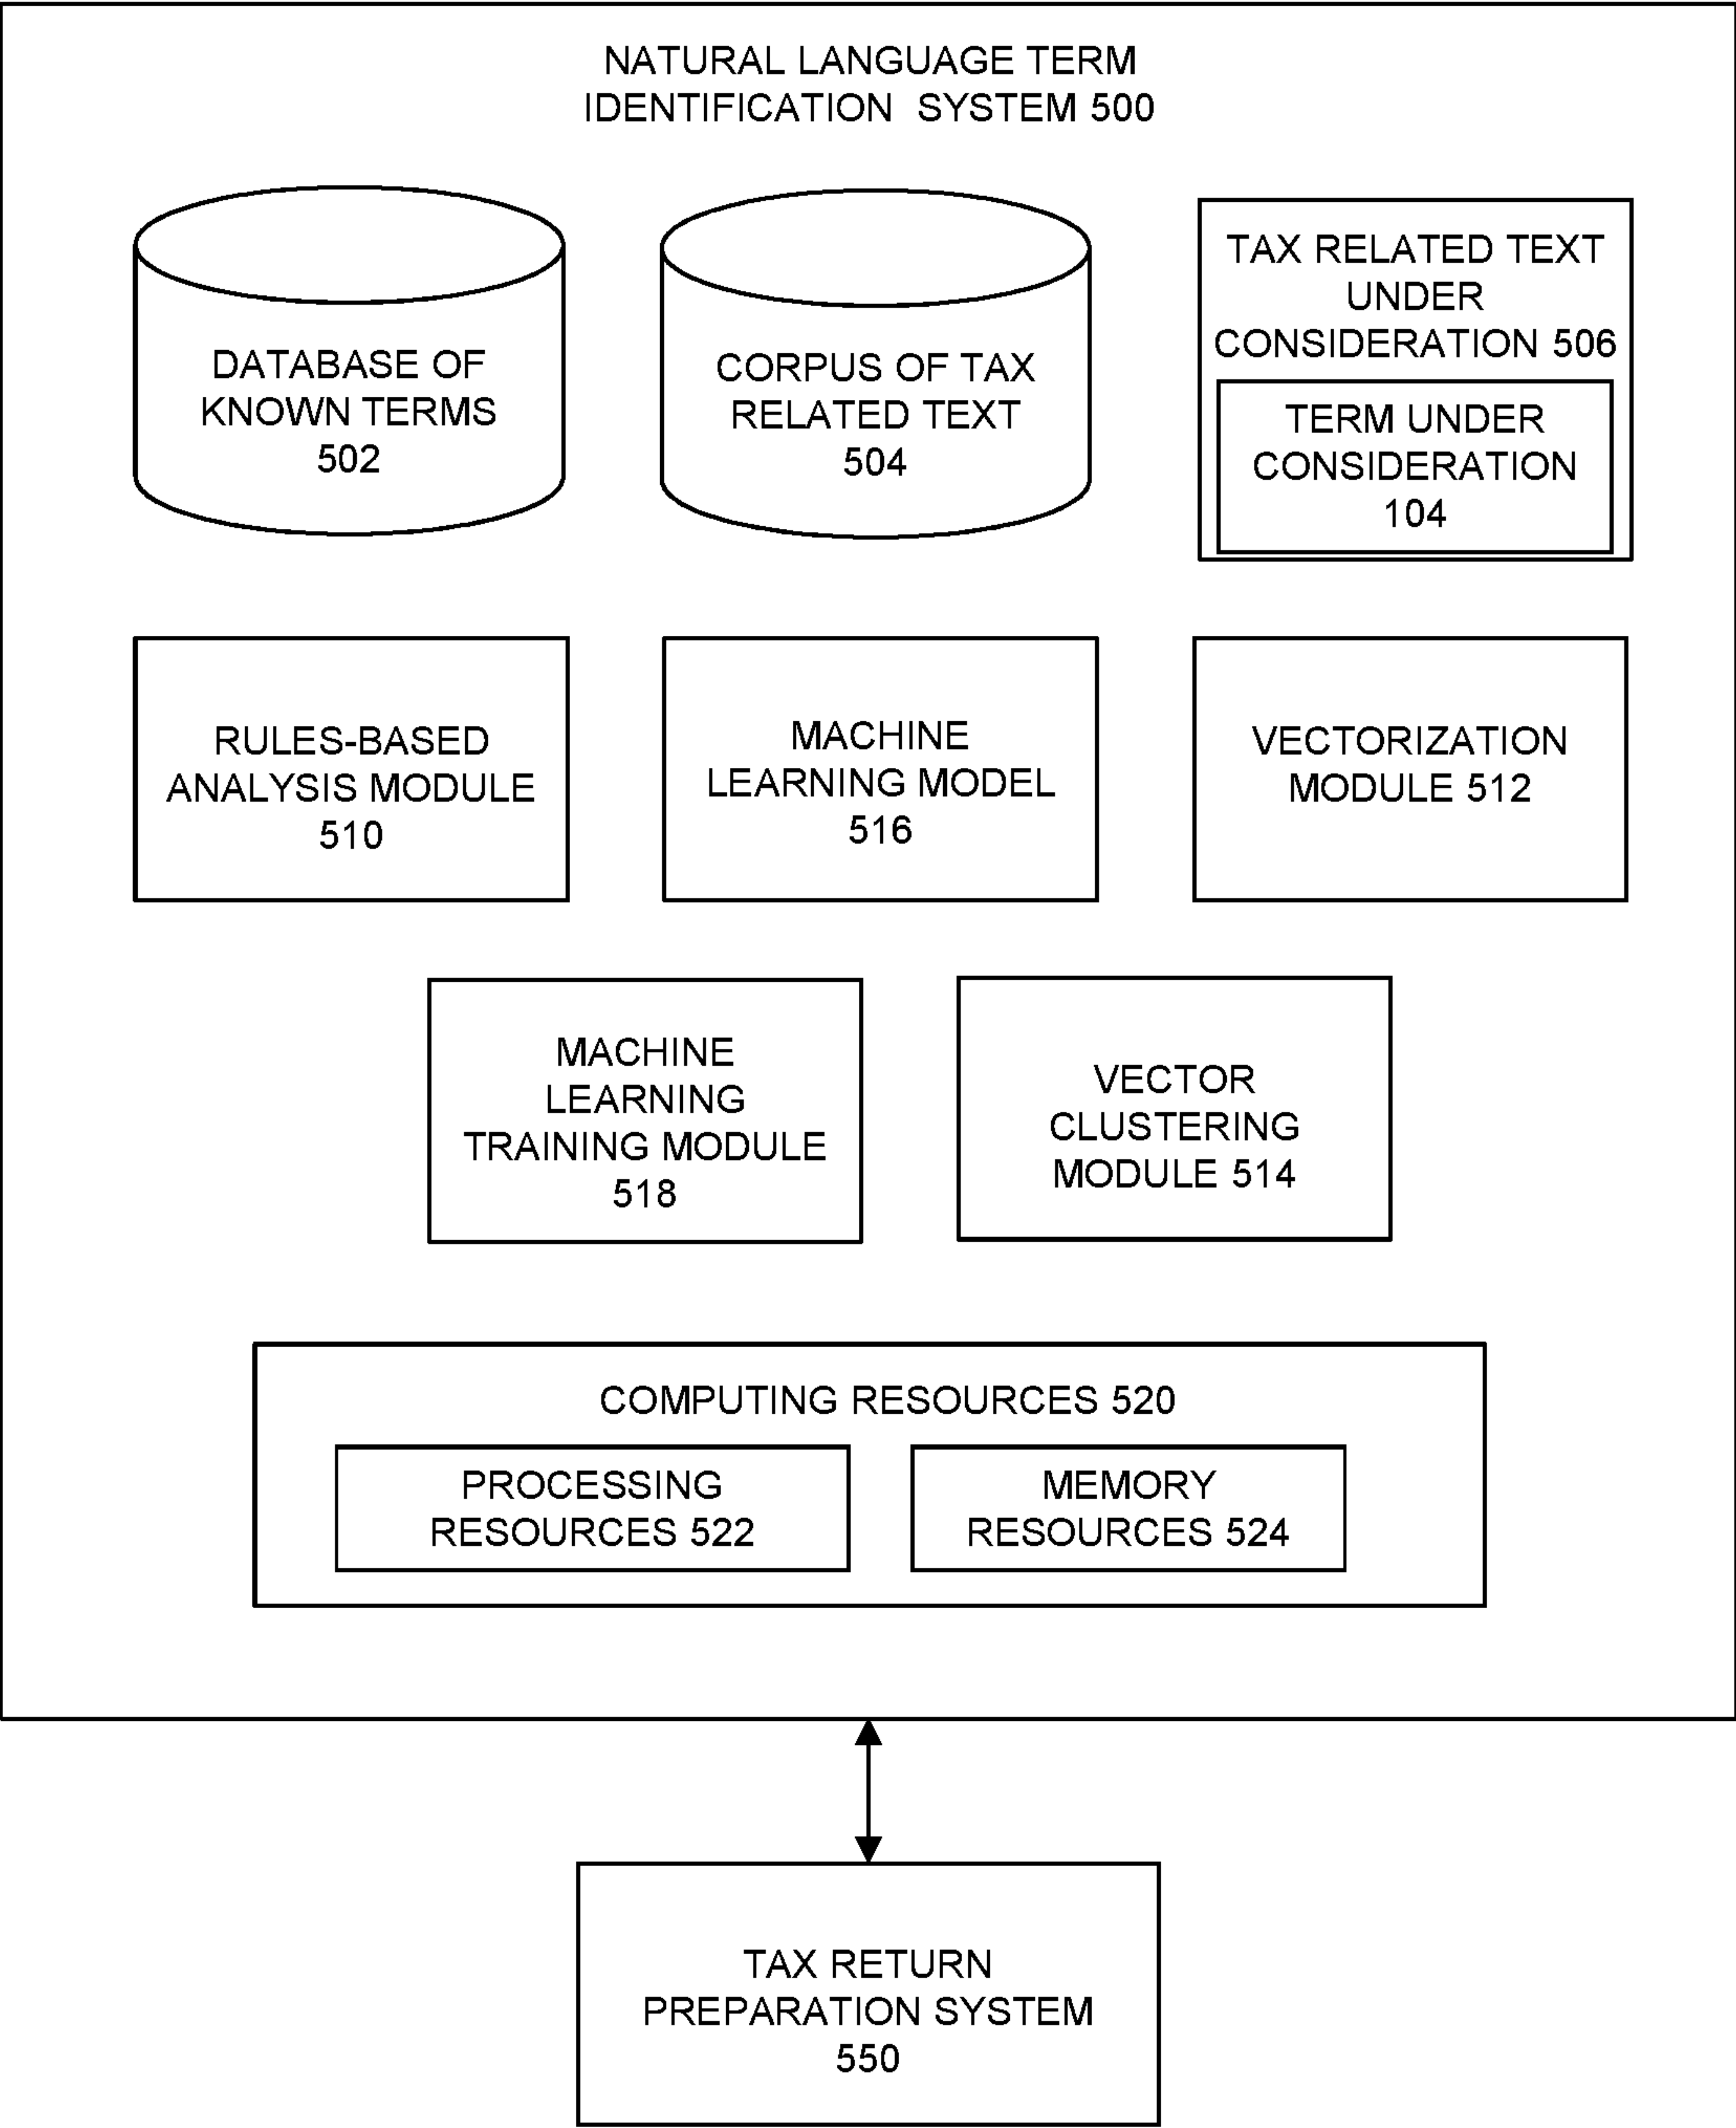 NATURAL LANGUAGE TERM
IDENTIFICATION SYSTEM 500
DATABASE OF
KNOWN TERMS
502
CORPUS OF TAX
RELATED TEXT
504
TAX RELATED TEXT
UNDER
CONSIDERATION 506
TERM UNDER
CONSIDERATION
104
RULES-BASED
ANALYSIS MODULE
510
MACHINE
LEARNING MODEL
516
VECTORIZATION
MODULE 512
MACHINE
LEARNING
TRAINING MODULE
518
VECTOR
CLUSTERING
MODULE 514
COMPUTING RESOURCES 520
PROCESSING
RESOURCES 522
MEMORY
RESOURCES 524
TAX RETURN
PREPARATION SYSTEM
550